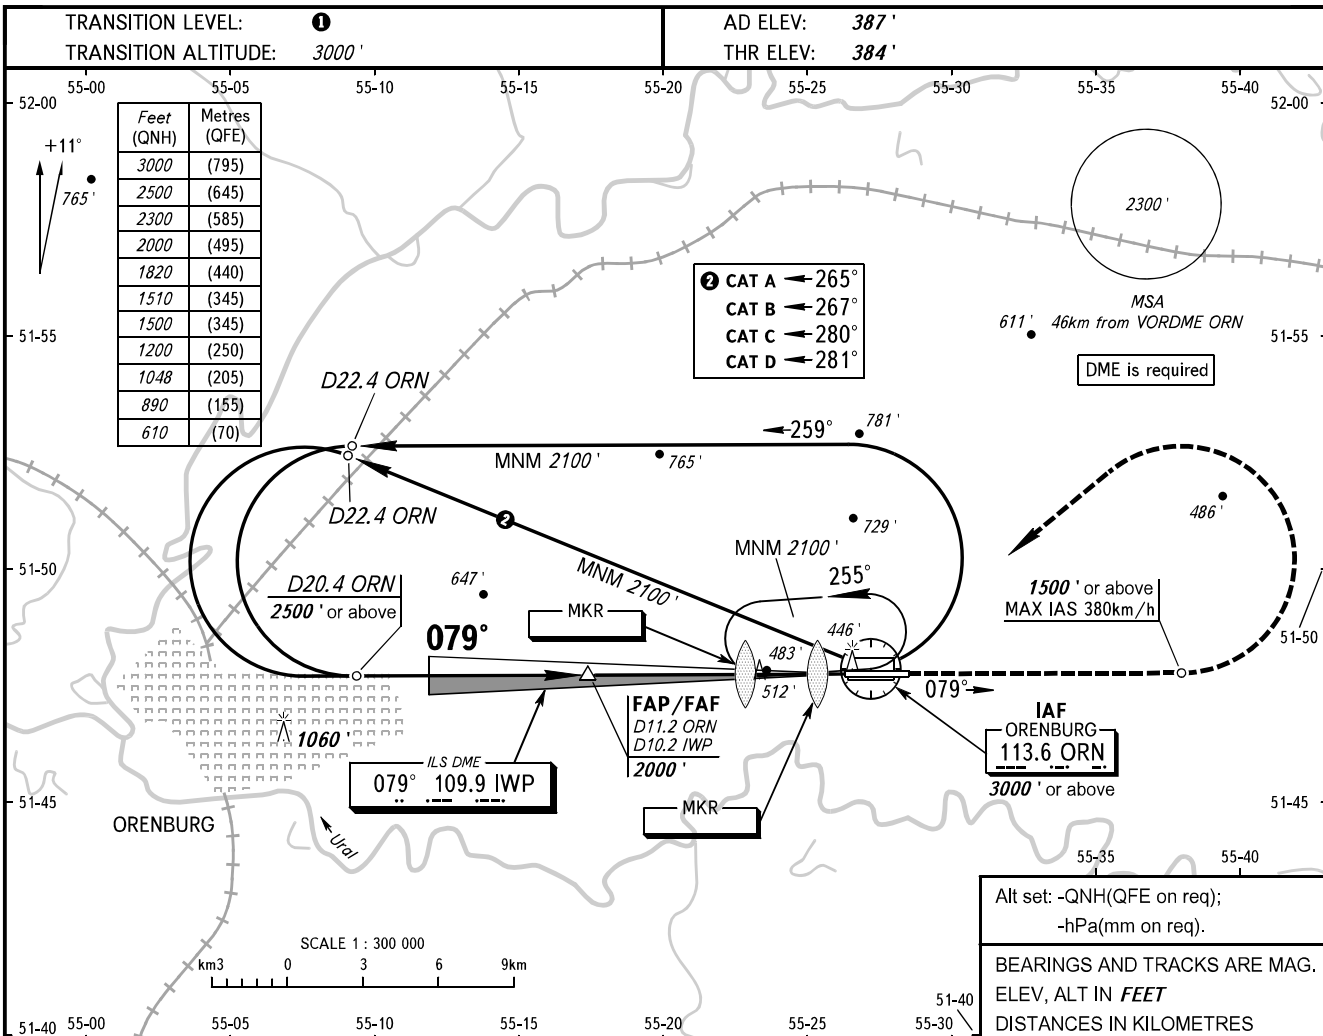 TRANSITION LEVEL: ❶
TRANSITION ALTITUDE: 3000 '
AD ELEV: 387 '
THR ELEV: 384 '
55-00 55-05 55-10 55-15 55-20 55-25 55-30 55-35 55-40
52-00 52-00
Feet (QNH) Metres (QFE)
3000 (795)
2500 (645)
2300 (585)
2000 (495)
1820 (440)
1510 (345)
1500 (345)
1200 (250)
1048 (205)
890 (155)
610 (70)
+11°
765 '
2300 '
MSA
46km from VORDME ORN
611 '
DME is required
❷ CAT A 265°
CAT B 267°
CAT C 280°
CAT D 281°
51-55 51-55
D22.4 ORN
259°
781 '
MNM 2100 '
765 '
D22.4 ORN
❷
729 '
486 '
MNM 2100 '
51-50
MNM 2100 '
255°
D20.4 ORN
2500 ' or above
647 '
1500 ' or above
MAX IAS 380km/h
MKR
446 '
51-50
079°
483 '
512 '
079°
FAP/FAF
D11.2 ORN
D10.2 IWP
2000 '
IAF
ORENBURG
113.6 ORN
3000 ' or above
1060 '
ILS DME
079° 109.9 IWP
MKR
51-45 51-45
ORENBURG
Ural
55-35 55-40
Alt set: -QNH(QFE on req);
-hPa(mm on req).
SCALE 1 : 300 000
km3 0 3 6 9km
BEARINGS AND TRACKS ARE MAG.
ELEV, ALT IN FEET
DISTANCES IN KILOMETRES
51-40
51-40 55-00 55-05 55-10 55-15 55-20 55-25 55-30